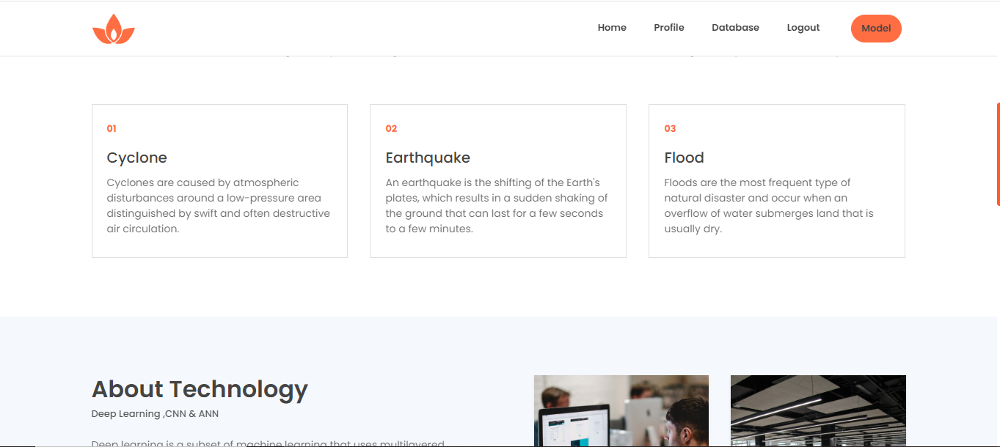 Home Profile Database Logout Model
01
Cyclone
Cyclones are caused by atmospheric
disturbances around a low-pressure area
distinguished by swift and often destructive
air circulation.
02
Earthquake
An earthquake is the shifting of the Earth's
plates, which results in a sudden shaking of
the ground that can last for a few seconds
to a few minutes.
03
Flood
Floods are the most frequent type of
natural disaster and occur when an
overflow of water submerges land that is
usually dry.
About Technology
Deep Learning ,CNN & ANN
Deep learning is a subset of machine learning that uses multilayered